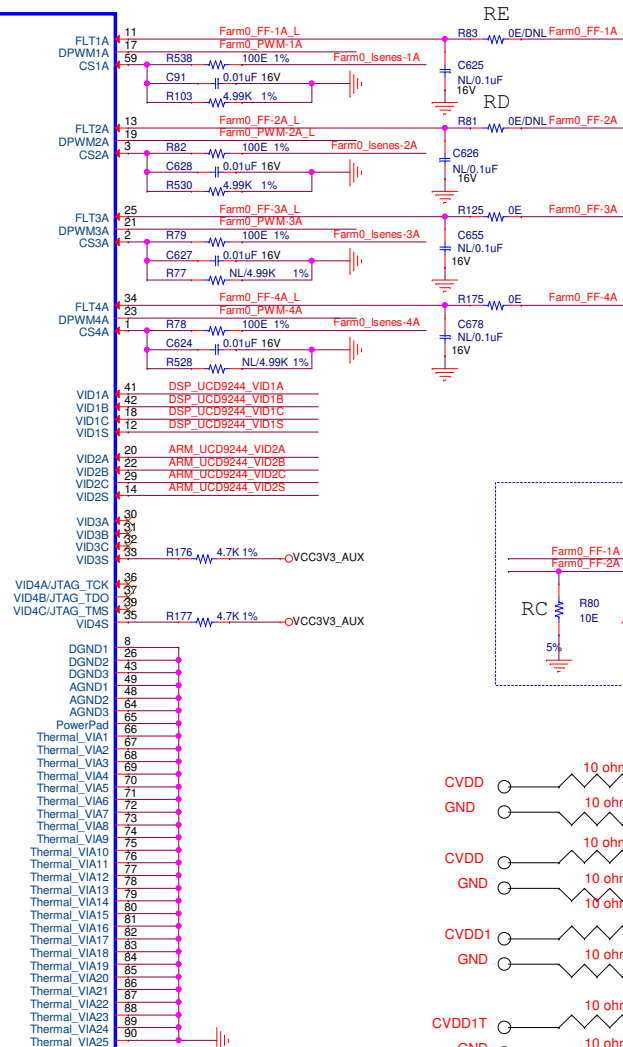 RE
FLT1A 11 Farm0_FF-1A_L R83 0E/DNL Farm0_FF-1A
DPWM1A 17 Farm0_PWM-1A
CS1A 59 R538 100E 1% Farm0_Isenes-1A
C91 0.01uF 16V C625 NL/0.1uF 16V
R103 4.99K 1%
RD
FLT2A 13 Farm0_FF-2A_L R81 0E/DNL Farm0_FF-2A
DPWM2A 19 Farm0_PWM-2A_L
CS2A 3 R82 100E 1% Farm0_Isenes-2A
C628 0.01uF 16V C626 NL/0.1uF 16V
R530 4.99K 1%
FLT3A 25 Farm0_FF-3A_L R125 0E Farm0_FF-3A
DPWM3A 21 Farm0_PWM-3A
CS3A 2 R79 100E 1% Farm0_Isenes-3A
C627 0.01uF 16V C655 NL/0.1uF 16V
R77 NL/4.99K 1%
FLT4A 34 Farm0_FF-4A_L R175 0E Farm0_FF-4A
DPWM4A 23 Farm0_PWM-4A
CS4A 1 R78 100E 1% Farm0_Isenes-4A
C624 0.01uF 16V C678 NL/0.1uF 16V
R528 NL/4.99K 1%
VID1A 41 DSP_UCD9244_VID1A
VID1B 42 DSP_UCD9244_VID1B
VID1C 18 DSP_UCD9244_VID1C
VID1S 12 DSP_UCD9244_VID1S
VID2A 20 ARM_UCD9244_VID2A
VID2B 22 ARM_UCD9244_VID2B
VID2C 29 ARM_UCD9244_VID2C
VID2S 14 ARM_UCD9244_VID2S
VID3A 30
VID3B 31
VID3C 32
VID3S 33 R176 4.7K 1% VCC3V3_AUX
VID4A/JTAG_TCK 36
VID4B/JTAG_TDO 37
VID4C/JTAG_TMS 39
VID4S 35 R177 4.7K 1% VCC3V3_AUX
Farm0_FF-1A
Farm0_FF-2A
RC R80
10E
5%
DGND1 8
DGND2 26
DGND3 43
AGND1 49
AGND2 48
AGND3 64
PowerPad 65
Thermal_VIA1 66
Thermal_VIA2 67
Thermal_VIA3 68
Thermal_VIA4 69
Thermal_VIA5 70
Thermal_VIA6 71
Thermal_VIA7 72
Thermal_VIA8 73
Thermal_VIA9 74
Thermal_VIA10 75
Thermal_VIA11 76
Thermal_VIA12 77
Thermal_VIA13 78
Thermal_VIA14 79
Thermal_VIA15 80
Thermal_VIA16 81
Thermal_VIA17 82
Thermal_VIA18 83
Thermal_VIA19 84
Thermal_VIA20 85
Thermal_VIA21 86
Thermal_VIA22 87
Thermal_VIA23 88
Thermal_VIA24 89
Thermal_VIA25 90
CVDD 10 ohm
GND 10 ohm
CVDD 10 ohm
GND 10 ohm
10 ohm
CVDD1
GND 10 ohm
CVDD1T 10 ohm
GND 10 ohm